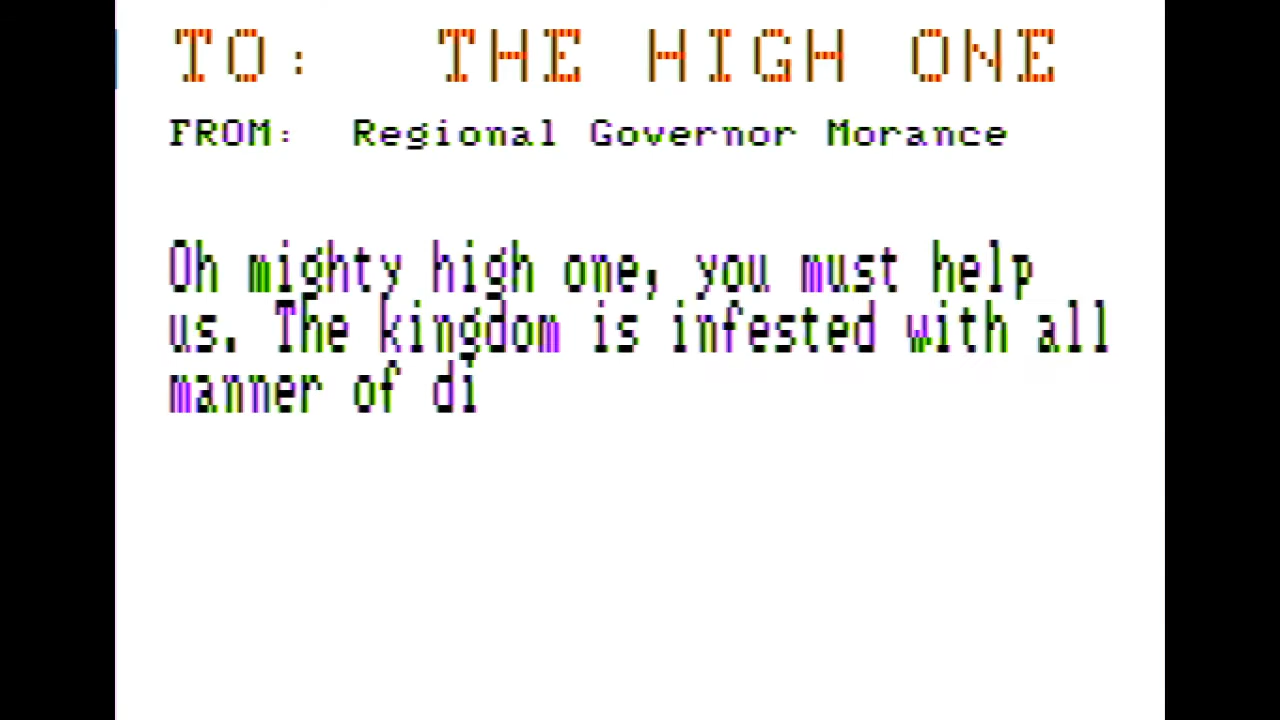 TO: THE HIGH ONE
FROM: Regional Governor Morance
Oh mighty high one, you must help
us. The kingdom is infested with all
manner of di